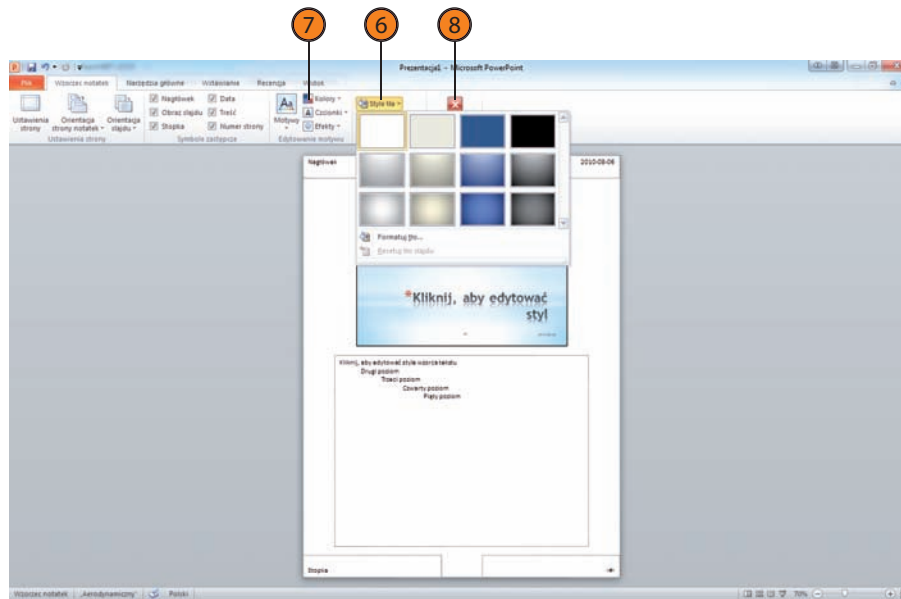 7 6 8
Prezentacja1 - Microsoft PowerPoint
Plik Wzorzec notatek Narzędzia główne Wstawianie Recenzja Widok
Nagłówek Data Kolory Style tła
Ustawienia strony Orientacja strony notatek Orientacja slajdu Obraz slajdu Treść Motywy Czcionki
Stopka Numer strony Efekty
Ustawienia strony Symbole zastępcze Edytowanie motywu
Nagłówek 2010-08-06
Formatuj tło...
Resetuj tło slajdu
*Kliknij, aby edytować
styl
Kliknij, aby edytować style wzorca tekstu
Drugi poziom
Trzeci poziom
Czwarty poziom
Piąty poziom
Stopka ‹#›
Wzorzec notatek „Aerodynamiczny” Polski 70%